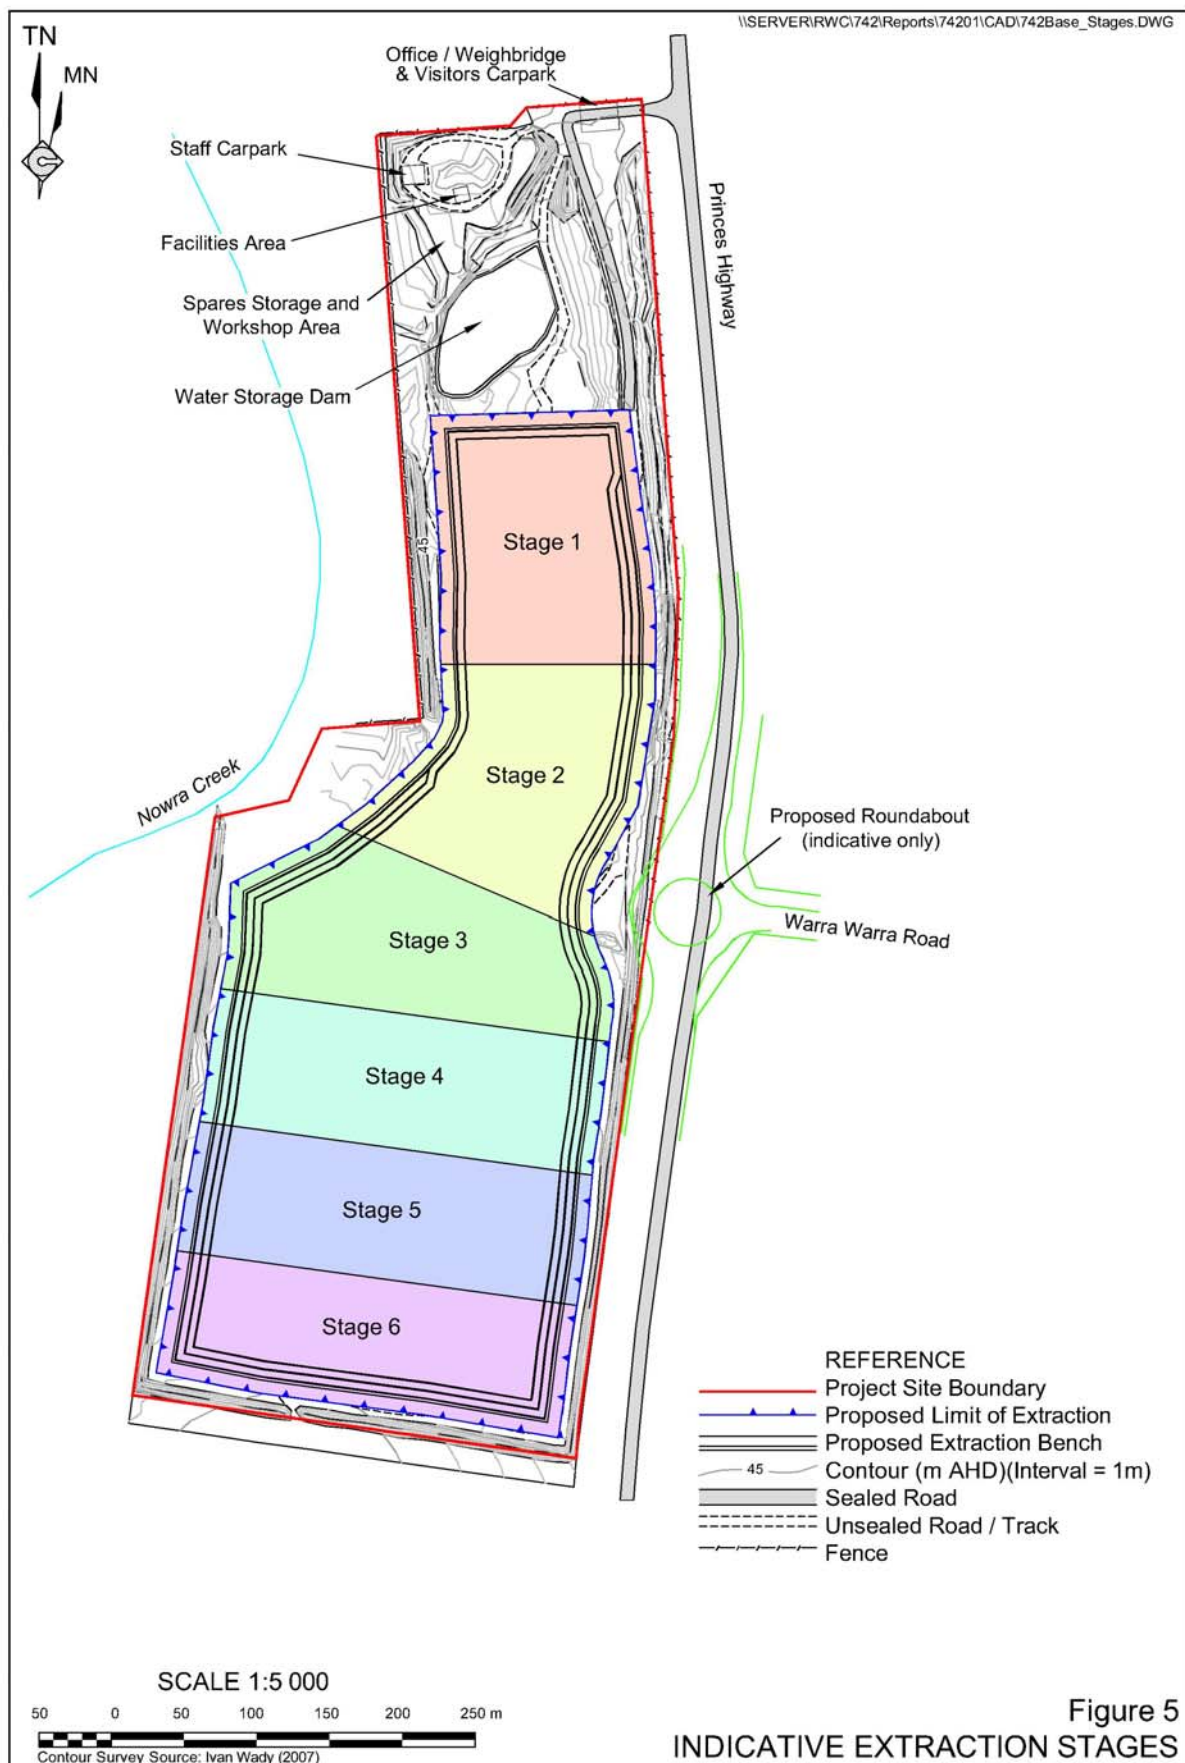 \\SERVER\RWC\742\Reports\74201\CAD\742Base_Stages.DWG
TN
MN
Office / Weighbridge
& Visitors Carpark
Staff Carpark
Facilities Area
Spares Storage and
Workshop Area
Water Storage Dam
Princes Highway
45
Stage 1
Stage 2
Nowra Creek
Proposed Roundabout
(indicative only)
Warra Warra Road
Stage 3
Stage 4
Stage 5
Stage 6
REFERENCE
Project Site Boundary
Proposed Limit of Extraction
Proposed Extraction Bench
45 Contour (m AHD)(Interval = 1m)
Sealed Road
Unsealed Road / Track
Fence
SCALE 1:5 000
50 0 50 100 150 200 250 m
Contour Survey Source: Ivan Wady (2007)
Figure 5
INDICATIVE EXTRACTION STAGES